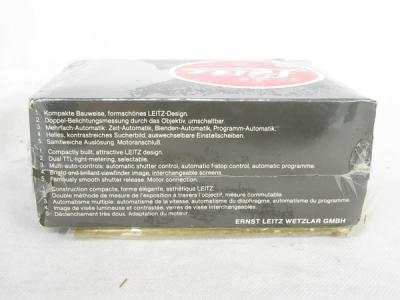 Leitz
1. Kompakte Bauweise, formschönes LEITZ-Design.
2. Doppel-Belichtungsmessung durch das Objektiv, umschaltbar.
3. Mehrfach-Automatik: Zeit-Automatik, Blenden-Automatik, Programm-Automatik.
4. Helles, kontrastreiches Sucherbild, auswechselbare Einstellscheiben.
5. Samtweiche Auslösung, Motoranschluß.
1. Compactly built, attractive LEITZ design.
2. Dual TTL-light-metering, selectable.
3. Multi-auto-controls: automatic shutter control, automatic f-stop control, automatic programme.
4. Bright and brilliant viewfinder image, interchangeable screens.
5. Famously smooth shutter release. Motor connection.
1. Construction compacte, forme élégante, esthétique LEITZ.
2. Double méthode de mesure de l'exposition à travers l'objectif, mesure commutable.
3. Automatisme multiple: automatisme de la vitesse, automatisme du diaphragme, automatisme du programme.
4. Image de visée lumineuse et contrastée, verres de visée interchangeables.
5. Déclenchement très doux. Adaptation du moteur.
ERNST LEITZ WETZLAR GMBH